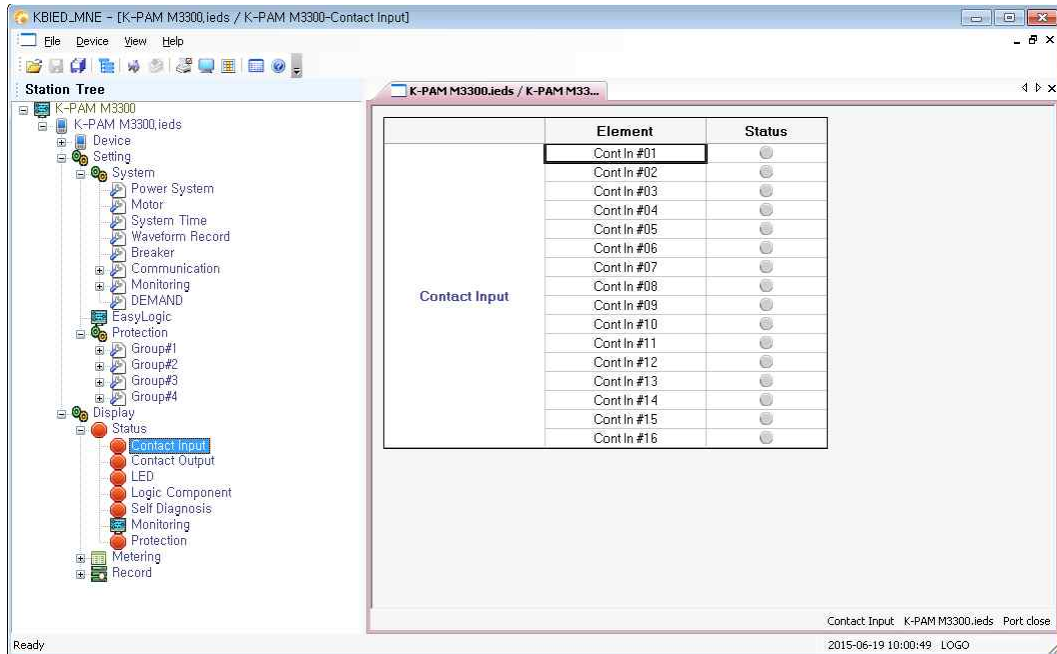 KBIED_MNE - [K-PAM M3300,ieds / K-PAM M3300-Contact Input]
File Device View Help
Station Tree
K-PAM M3300
K-PAM M3300,ieds
Device
Setting
System
Power System
Motor
System TIme
Waveform Record
Breaker
Communication
Monitoring
DEMAND
EasyLogic
Protection
Group#1
Group#2
Group#3
Group#4
Display
Status
Contact Input
Contact Output
LED
Logic Component
Self Diagnosis
Monitoring
Protection
Metering
Record
K-PAM M3300.ieds / K-PAM M33...
Element Status
Contact Input
Cont In #01
Cont In #02
Cont In #03
Cont In #04
Cont In #05
Cont In #06
Cont In #07
Cont In #08
Cont In #09
Cont In #10
Cont In #11
Cont In #12
Cont In #13
Cont In #14
Cont In #15
Cont In #16
Contact Input K-PAM M3300.ieds Port close
Ready 2015-06-19 10:00:49 LOGO